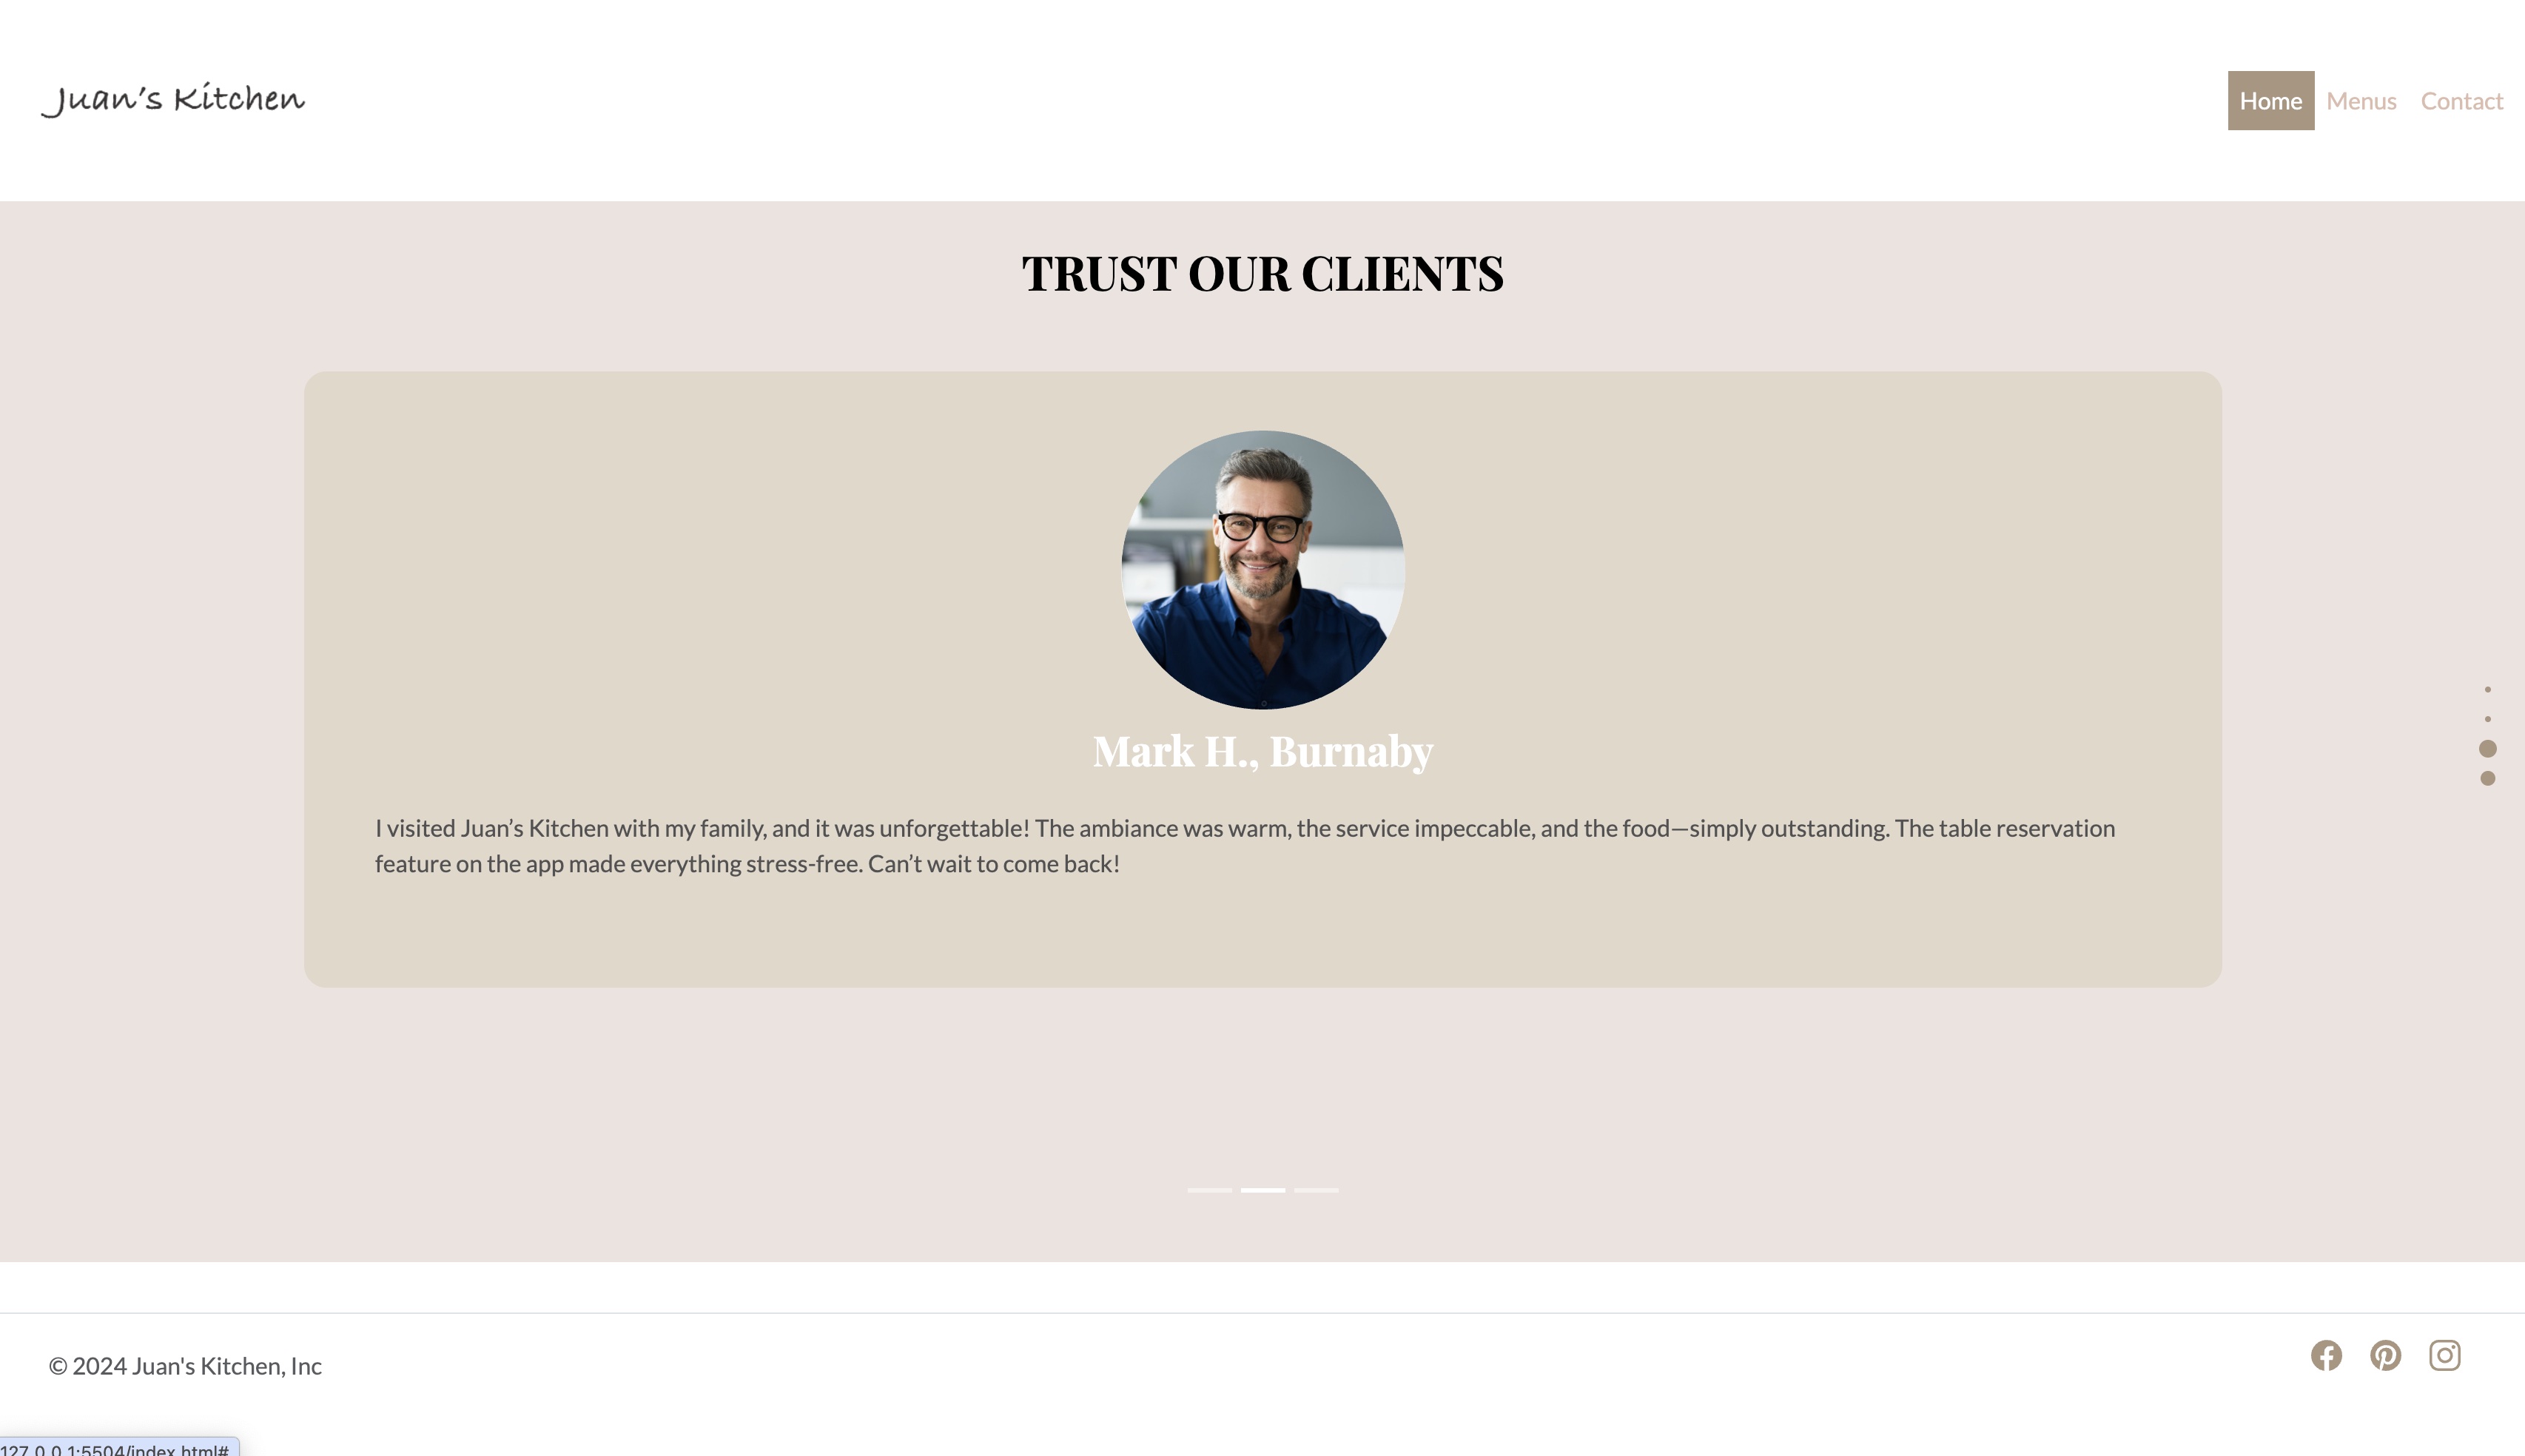 Juan's Kitchen
Home Menus Contact
TRUST OUR CLIENTS
Mark H., Burnaby
I visited Juan’s Kitchen with my family, and it was unforgettable! The ambiance was warm, the service impeccable, and the food—simply outstanding. The table reservation
feature on the app made everything stress-free. Can’t wait to come back!
© 2024 Juan's Kitchen, Inc
127.0.0.1:5504/index.html#